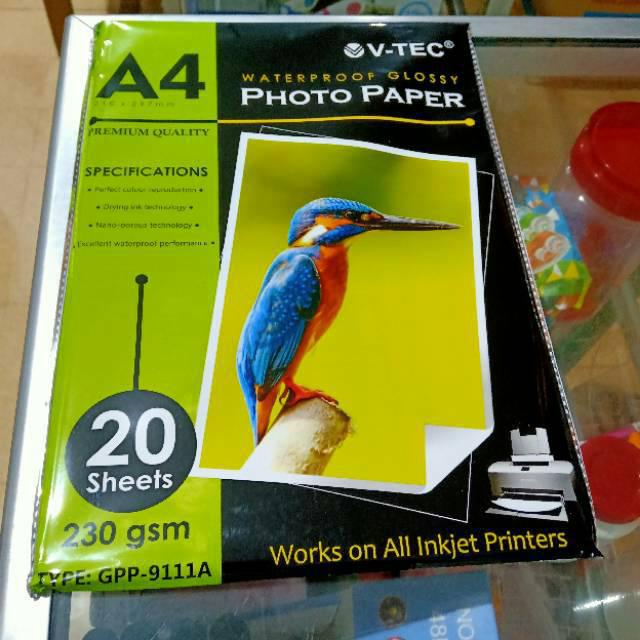 A4
210 x 297mm
PREMIUM QUALITY
SPECIFICATIONS
• Perfect colour reproduction •
• Drying ink technology •
• Nano-porous technology •
• Excellent waterproof performance •
20
Sheets
230 gsm
TYPE: GPP-9111A
V-TEC®
WATERPROOF GLOSSY
PHOTO PAPER
Works on All Inkjet Printers